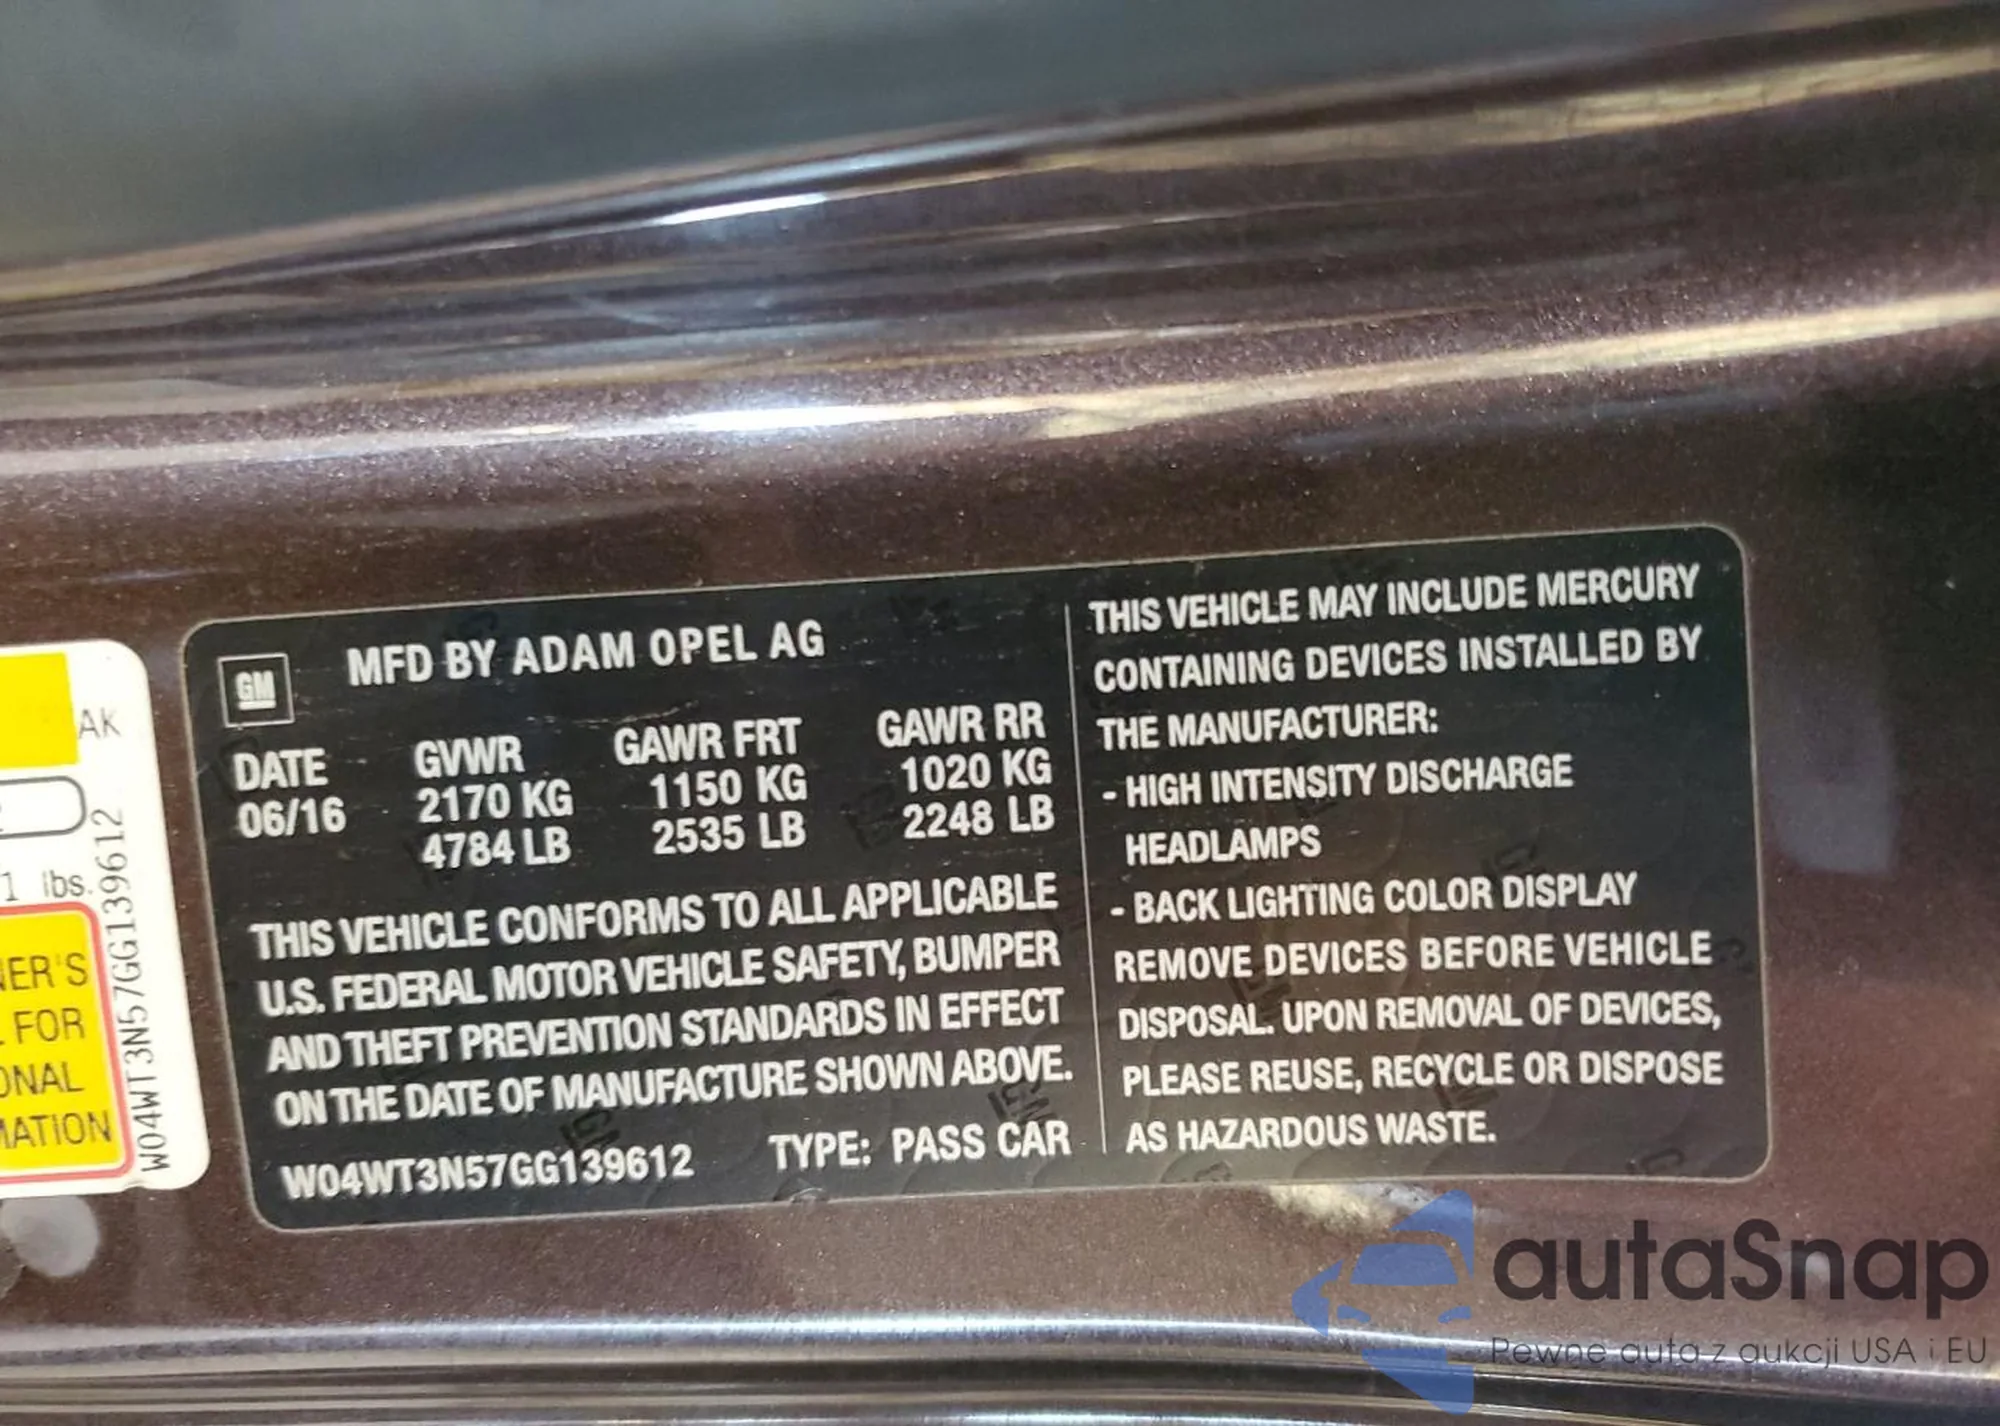 AK
1 lbs.
NER'S
FOR
ONAL
MATION
W04WT3N57GG139612
GM
MFD BY ADAM OPEL AG
DATE GVWR GAWR FRT GAWR RR
06/16 2170 KG 1150 KG 1020 KG
4784 LB 2535 LB 2248 LB
THIS VEHICLE CONFORMS TO ALL APPLICABLE
U.S. FEDERAL MOTOR VEHICLE SAFETY, BUMPER
AND THEFT PREVENTION STANDARDS IN EFFECT
ON THE DATE OF MANUFACTURE SHOWN ABOVE.
W04WT3N57GG139612 TYPE: PASS CAR
THIS VEHICLE MAY INCLUDE MERCURY
CONTAINING DEVICES INSTALLED BY
THE MANUFACTURER:
- HIGH INTENSITY DISCHARGE
HEADLAMPS
- BACK LIGHTING COLOR DISPLAY
REMOVE DEVICES BEFORE VEHICLE
DISPOSAL. UPON REMOVAL OF DEVICES,
PLEASE REUSE, RECYCLE OR DISPOSE
AS HAZARDOUS WASTE.
autaSnap
Pewne auta z aukcji USA i EU